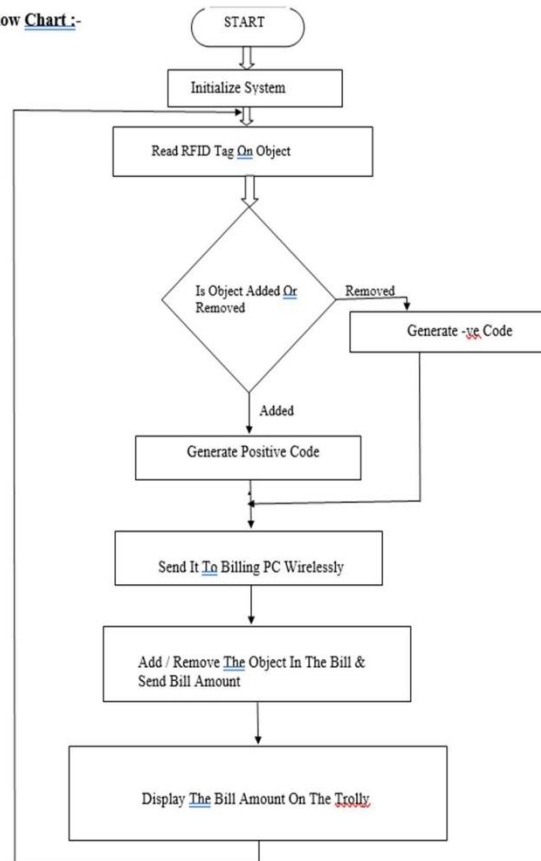 ow Chart :-
START
Initialize System
Read RFID Tag On Object
Is Object Added Or
Removed
Removed
Generate -ve Code
Added
Generate Positive Code
Send It To Billing PC Wirelessly
Add / Remove The Object In The Bill &
Send Bill Amount
Display The Bill Amount On The Trolly